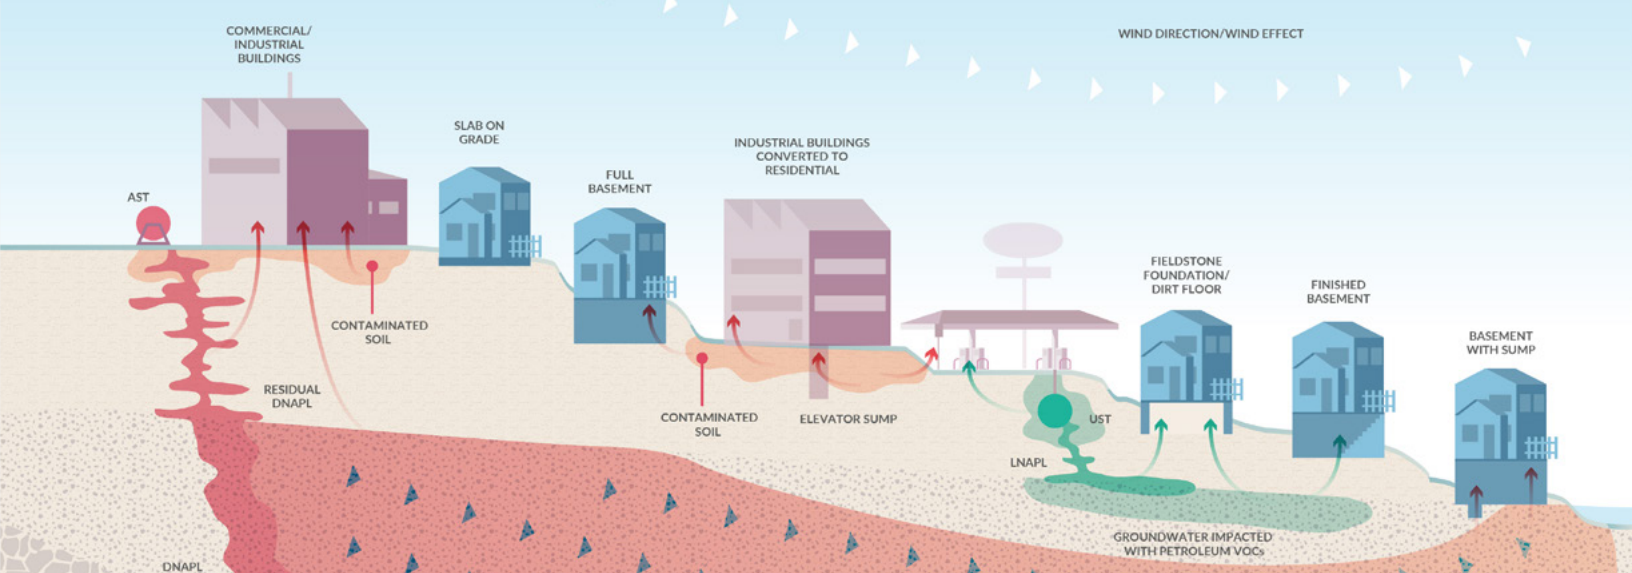 COMMERCIAL/
INDUSTRIAL
BUILDINGS
WIND DIRECTION/WIND EFFECT
SLAB ON
GRADE
INDUSTRIAL BUILDINGS
CONVERTED TO
RESIDENTIAL
FULL
BASEMENT
AST
FIELDSTONE
FOUNDATION/
DIRT FLOOR
FINISHED
BASEMENT
BASEMENT
WITH SUMP
CONTAMINATED
SOIL
RESIDUAL
DNAPL
CONTAMINATED
SOIL
ELEVATOR SUMP
UST
LNAPL
GROUNDWATER IMPACTED
WITH PETROLEUM VOCs
DNAPL